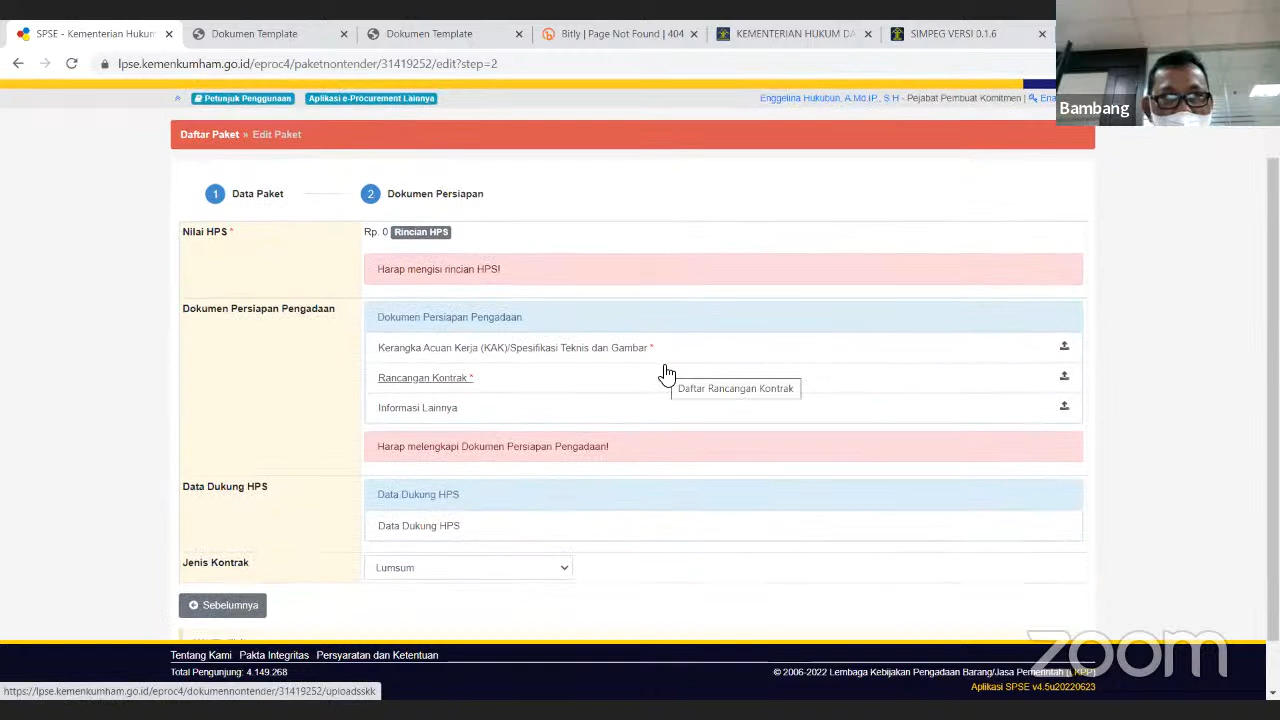 SPSE - Kementerian Hukum
Dokumen Template
Dokumen Template
Bitly | Page Not Found | 404
KEMENTERIAN HUKUM DA
SIMPEG VERSI 0.1.6
lpse.kemenkumham.go.id/eproc4/paketnontender/31419252/edit?step=2
Bambang
Petunjuk Penggunaan
Aplikasi e-Procurement Lainnya
Enggelina Hukubun, A.Md.IP., S.H - Pejabat Pembuat Komitmen |
Daftar Paket » Edit Paket
1 Data Paket
2 Dokumen Persiapan
Nilai HPS *
Rp. 0 Rincian HPS
Harap mengisi rincian HPS!
Dokumen Persiapan Pengadaan
Dokumen Persiapan Pengadaan
Kerangka Acuan Kerja (KAK)/Spesifikasi Teknis dan Gambar *
Rancangan Kontrak *
Daftar Rancangan Kontrak
Informasi Lainnya
Harap melengkapi Dokumen Persiapan Pengadaan!
Data Dukung HPS
Data Dukung HPS
Data Dukung HPS
Jenis Kontrak
Lumsum
Sebelumnya
Tentang Kami Pakta Integritas Persyaratan dan Ketentuan
Total Pengunjung: 4.149.268
© 2006-2022 Lembaga Kebijakan Pengadaan Barang/Jasa Pemerintah (LKPP)
Aplikasi SPSE v4.5u20220623
https://lpse.kemenkumham.go.id/eproc4/dokumennontender/31419252/uploadsskk
zoom